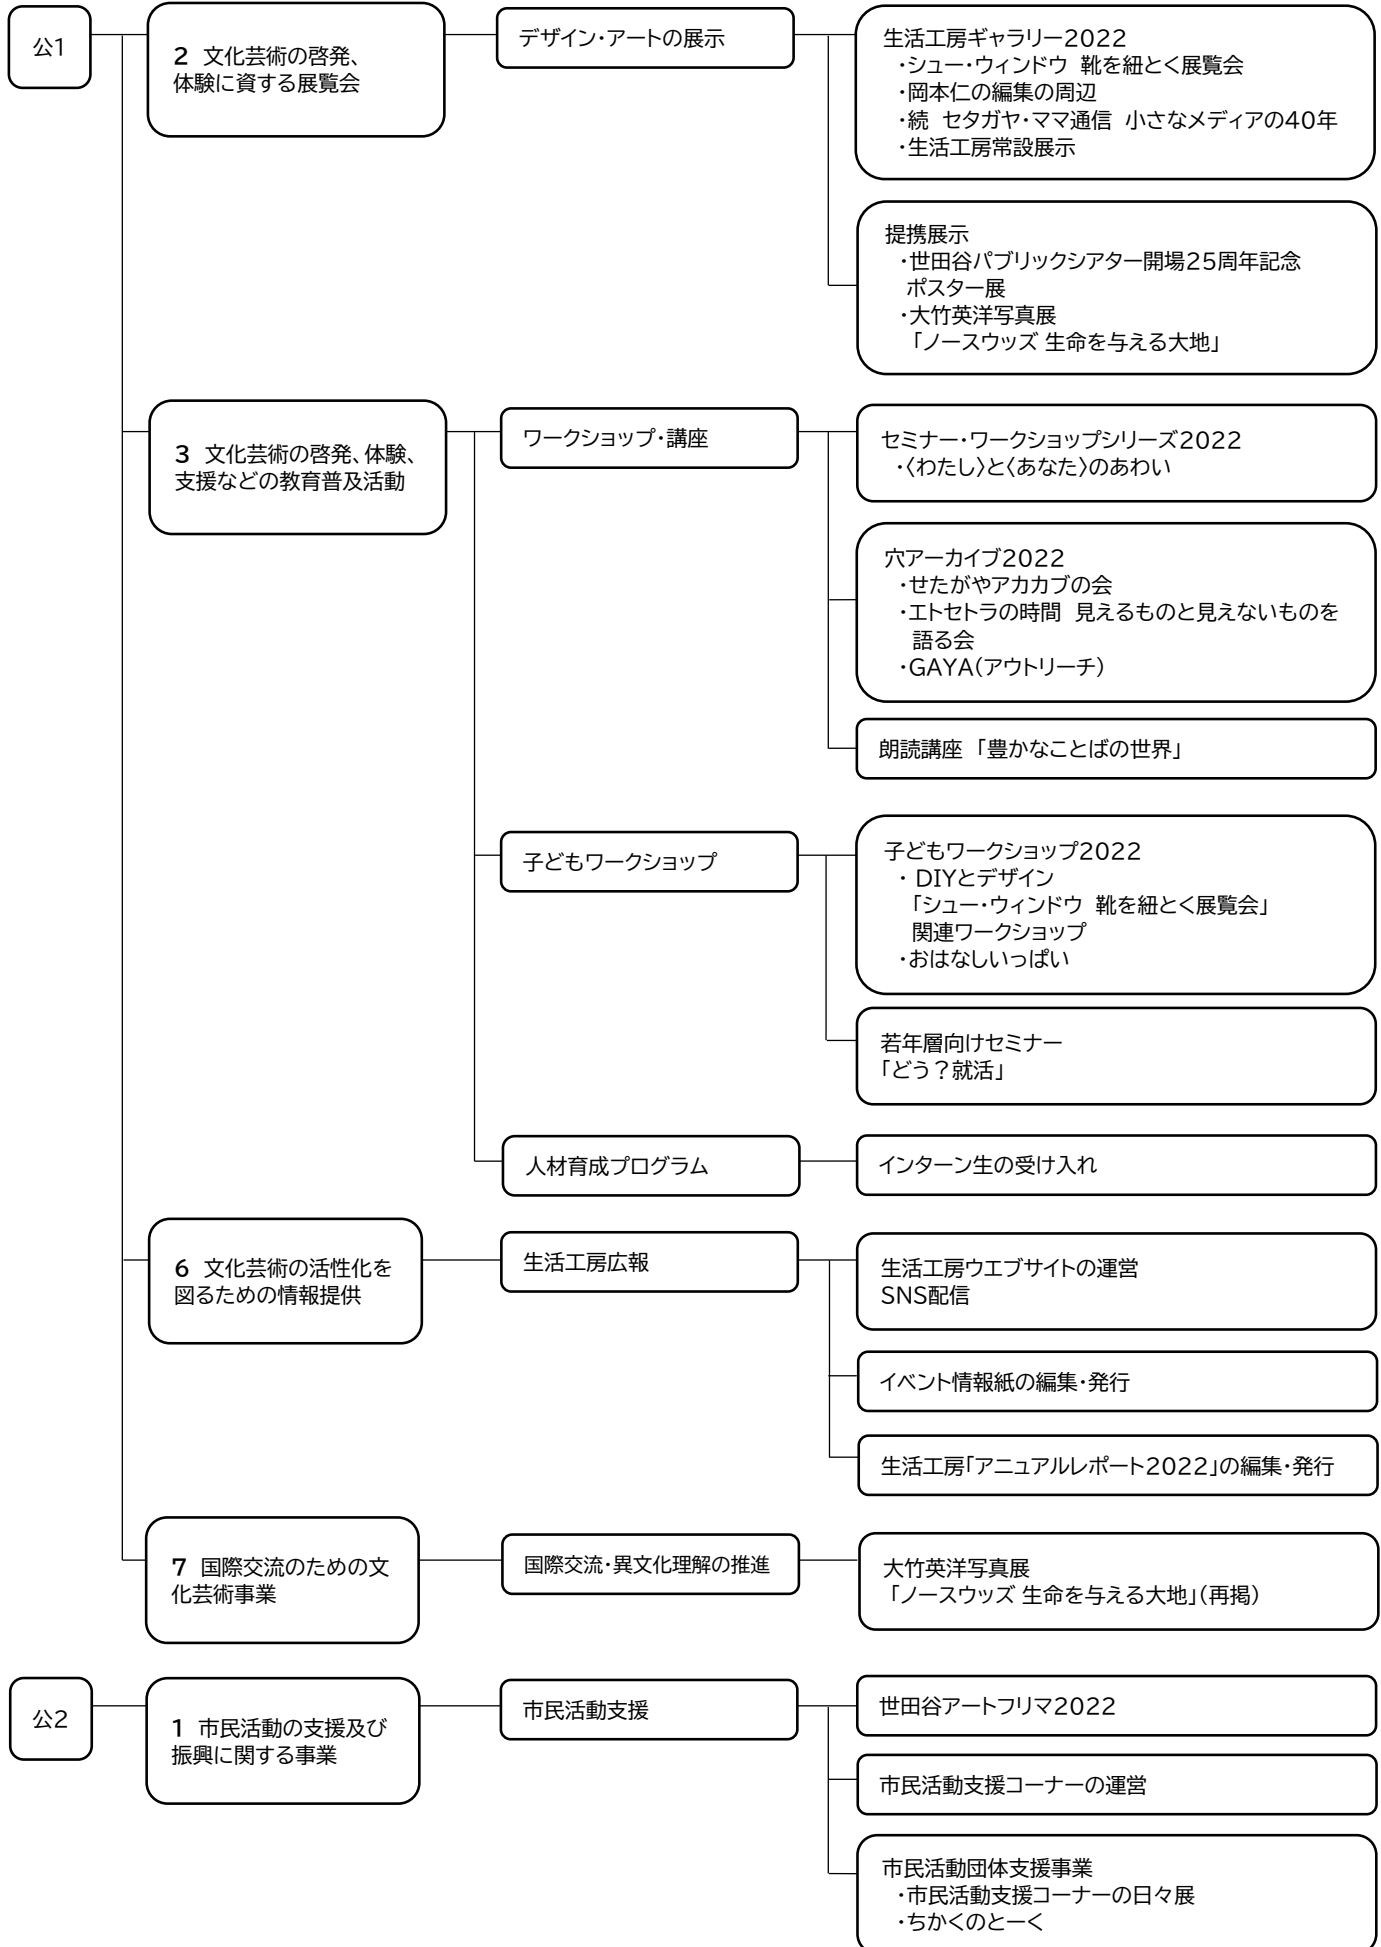 公1
2 文化芸術の啓発、
体験に資する展覧会
デザイン・アートの展示
生活工房ギャラリー2022
・シュー・ウィンドウ 靴を紐とく展覧会
・岡本仁の編集の周辺
・続 セタガヤ・ママ通信 小さなメディアの40年
・生活工房常設展示
提携展示
・世田谷パブリックシアター開場25周年記念
ポスター展
・大竹英洋写真展
「ノースウッズ 生命を与える大地」
3 文化芸術の啓発、体験、
支援などの教育普及活動
ワークショップ・講座
セミナー・ワークショップシリーズ2022
・〈わたし〉と〈あなた〉のあわい
穴アーカイブ2022
・せたがやアカカブの会
・エトセトラの時間 見えるものと見えないものを
語る会
・GAYA(アウトリーチ)
朗読講座 「豊かなことばの世界」
子どもワークショップ
子どもワークショップ2022
・ DIYとデザイン
「シュー・ウィンドウ 靴を紐とく展覧会」
関連ワークショップ
・おはなしいっぱい
若年層向けセミナー
「どう？就活」
人材育成プログラム
インターン生の受け入れ
6 文化芸術の活性化を
図るための情報提供
生活工房広報
生活工房ウエブサイトの運営
SNS配信
イベント情報紙の編集・発行
生活工房「アニュアルレポート2022」の編集・発行
7 国際交流のための文
化芸術事業
国際交流・異文化理解の推進
大竹英洋写真展
「ノースウッズ 生命を与える大地」(再掲)
公2
1 市民活動の支援及び
振興に関する事業
市民活動支援
世田谷アートフリマ2022
市民活動支援コーナーの運営
市民活動団体支援事業
・市民活動支援コーナーの日々展
・ちかくのとーく